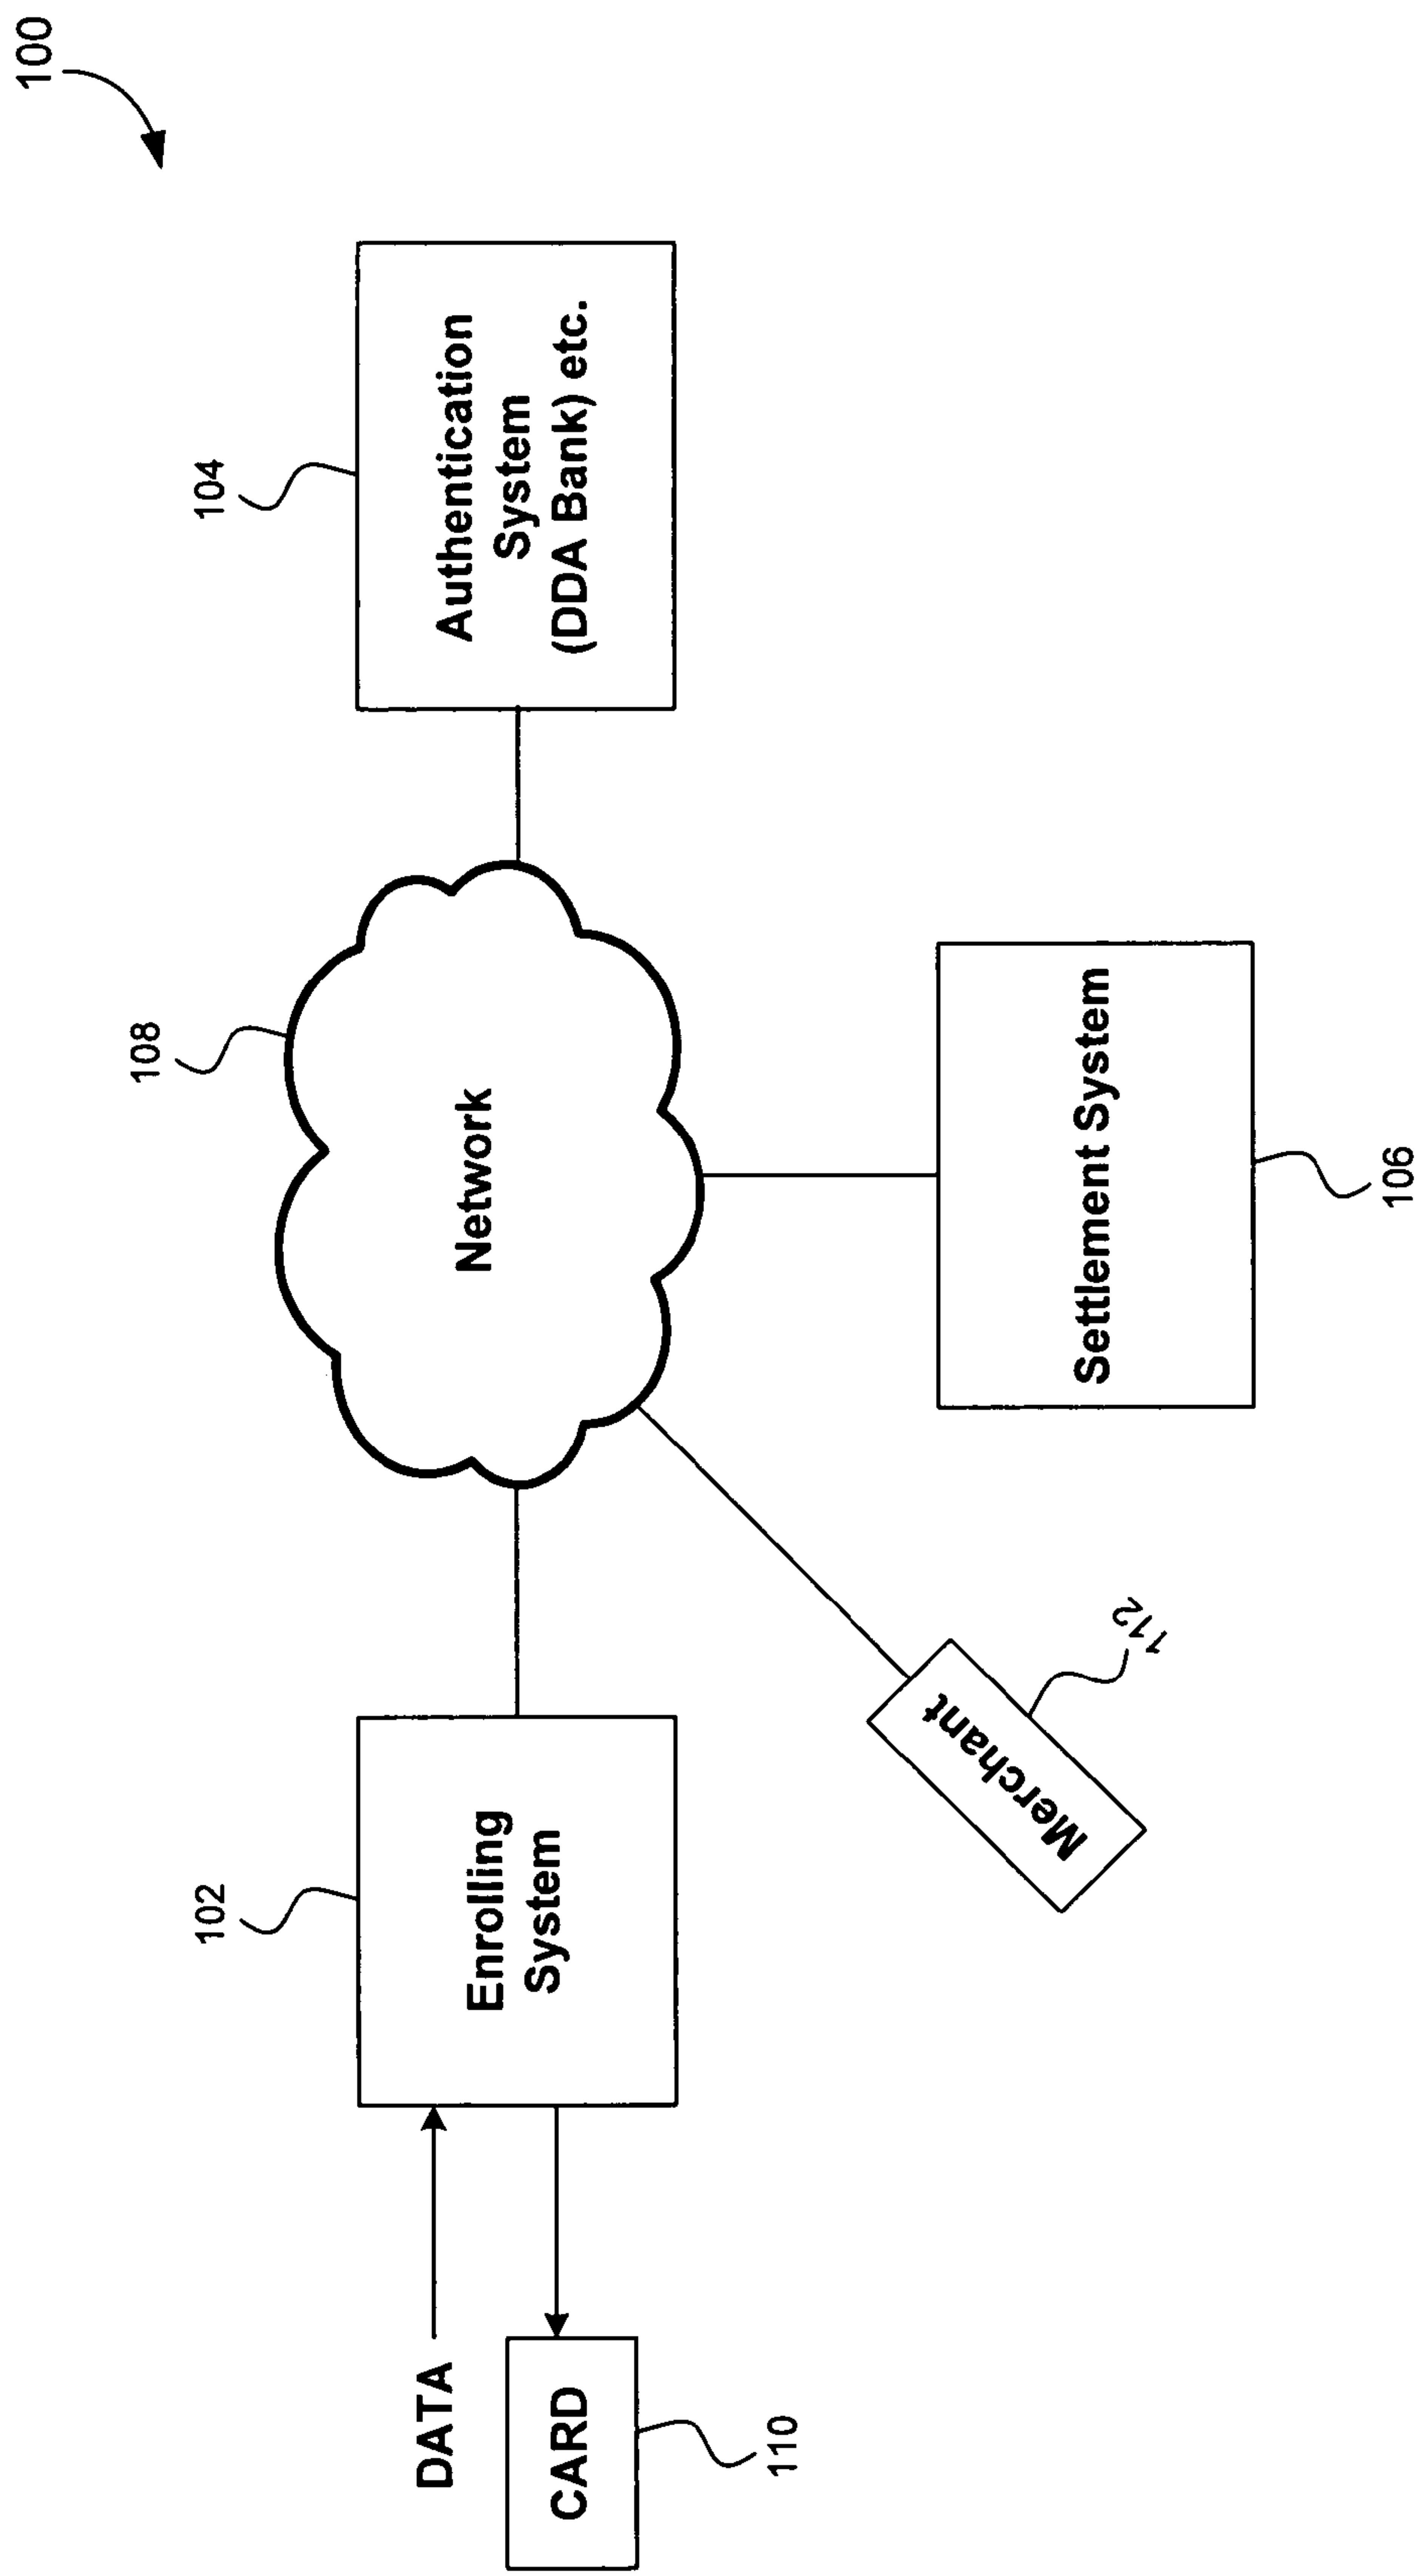 100
104
Authentication
System
(DDA Bank) etc.
108
Network
Settlement System
106
102
Enrolling
System
Merchant
112
DATA
CARD
110